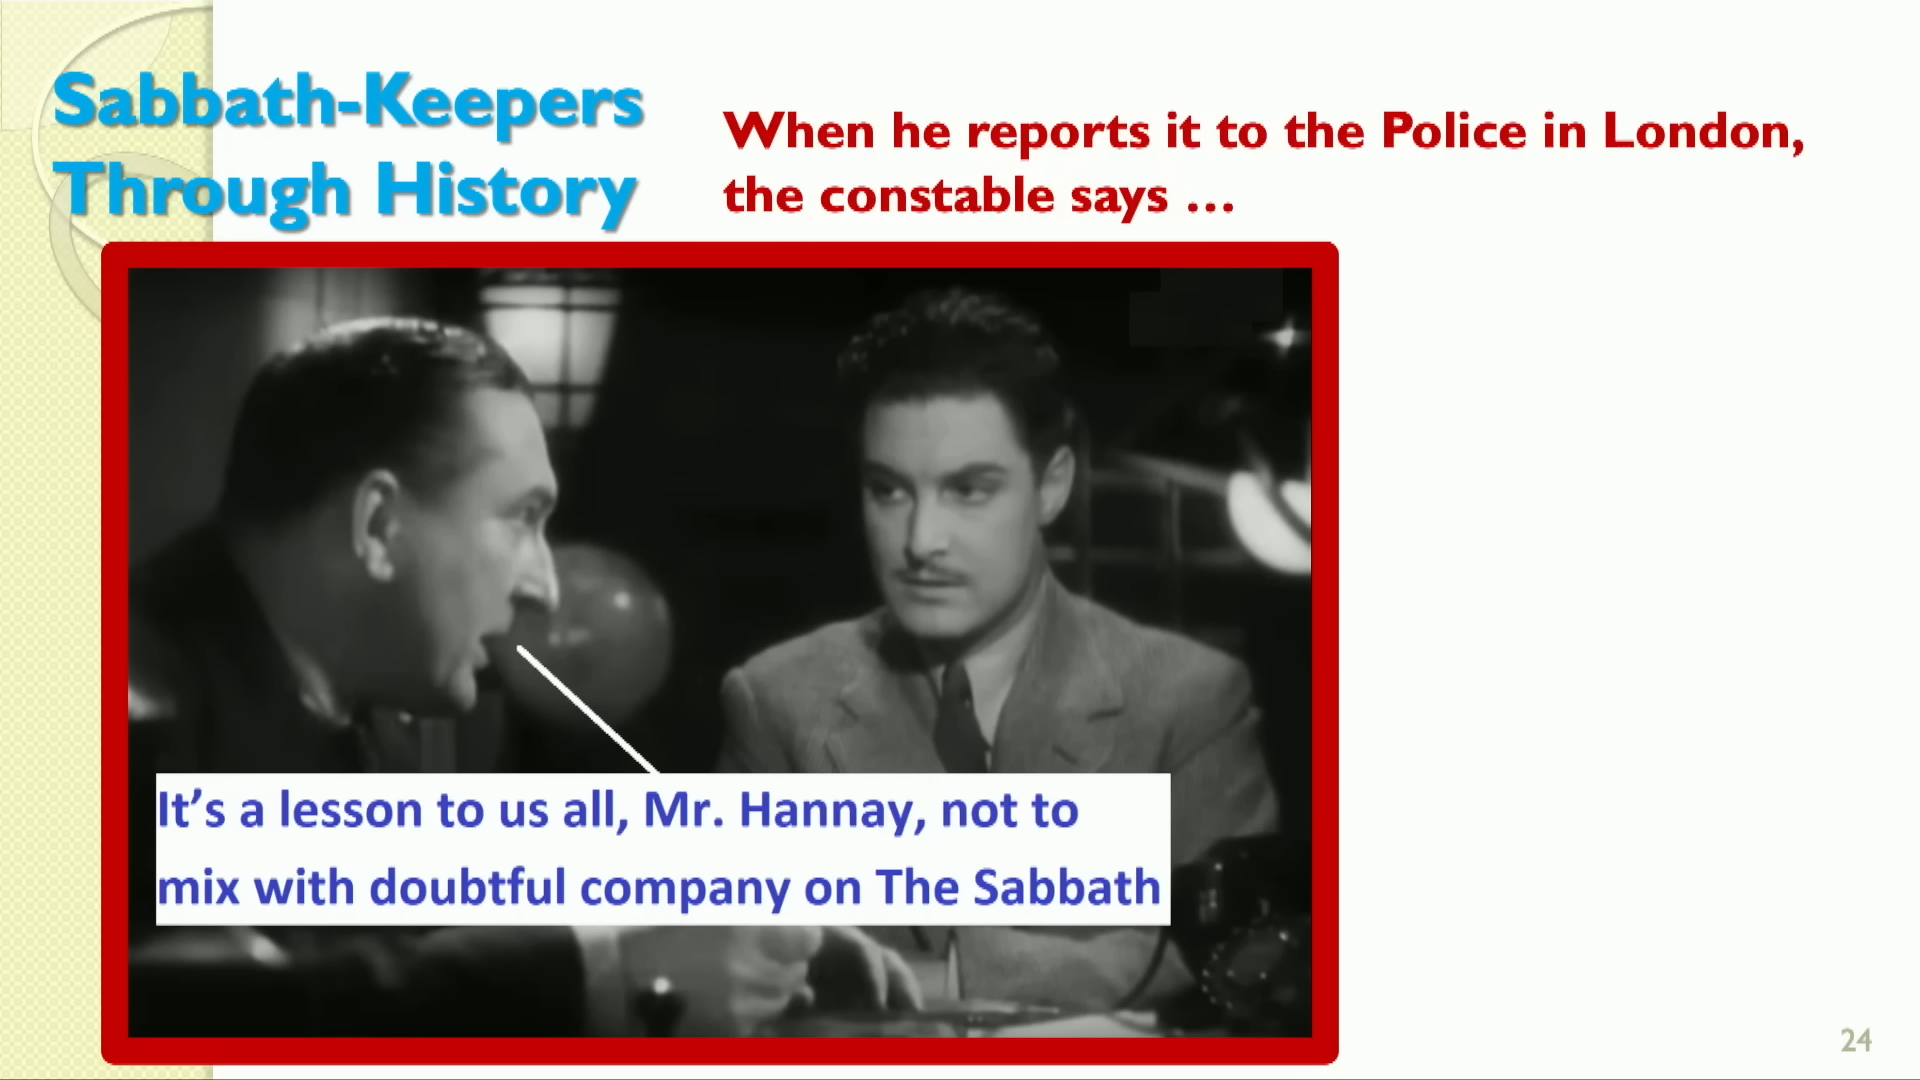 Sabbath-Keepers
Through History
When he reports it to the Police in London,
the constable says ...
It's a lesson to us all, Mr. Hannay, not to
mix with doubtful company on The Sabbath
24